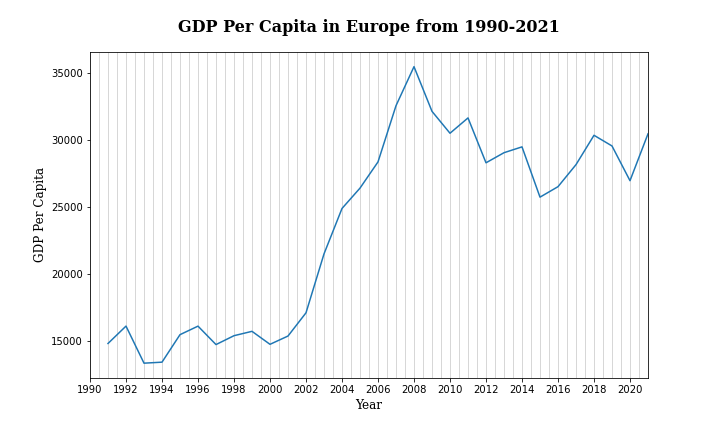 GDP Per Capita in Europe from 1990-2021
35000
30000
25000
20000
15000
GDP Per Capita
1990 1992 1994 1996 1998 2000 2002 2004 2006 2008 2010 2012 2014 2016 2018 2020
Year